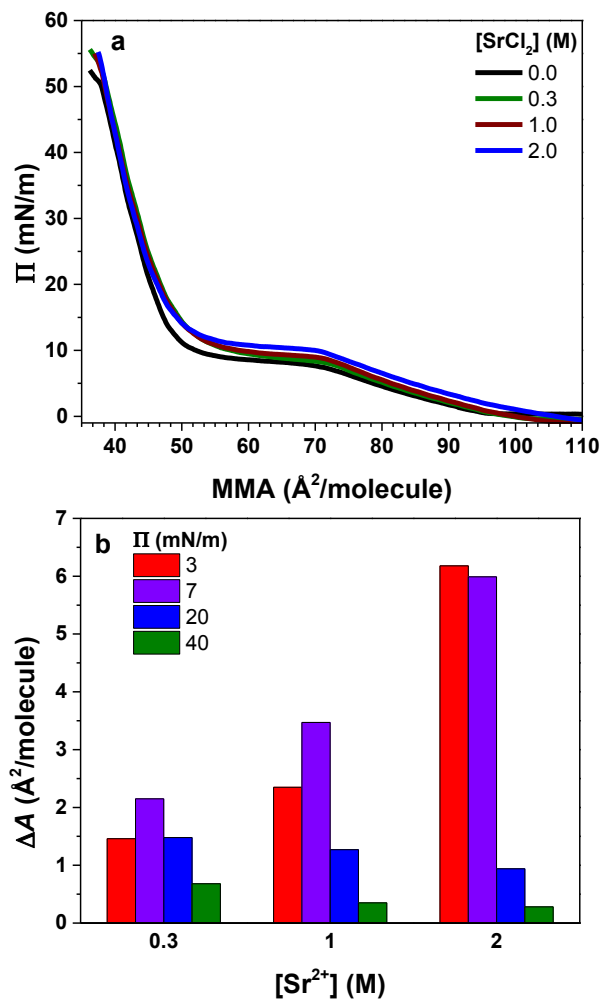 a
[SrCl₂] (M)
0.0
0.3
1.0
2.0
60
50
40
30
20
10
0
Π (mN/m)
40 50 60 70 80 90 100 110
MMA (Å²/molecule)
b
Π (mN/m)
3
7
20
40
7
6
5
4
3
2
1
0
ΔA (Å²/molecule)
0.3 1 2
[Sr²⁺] (M)